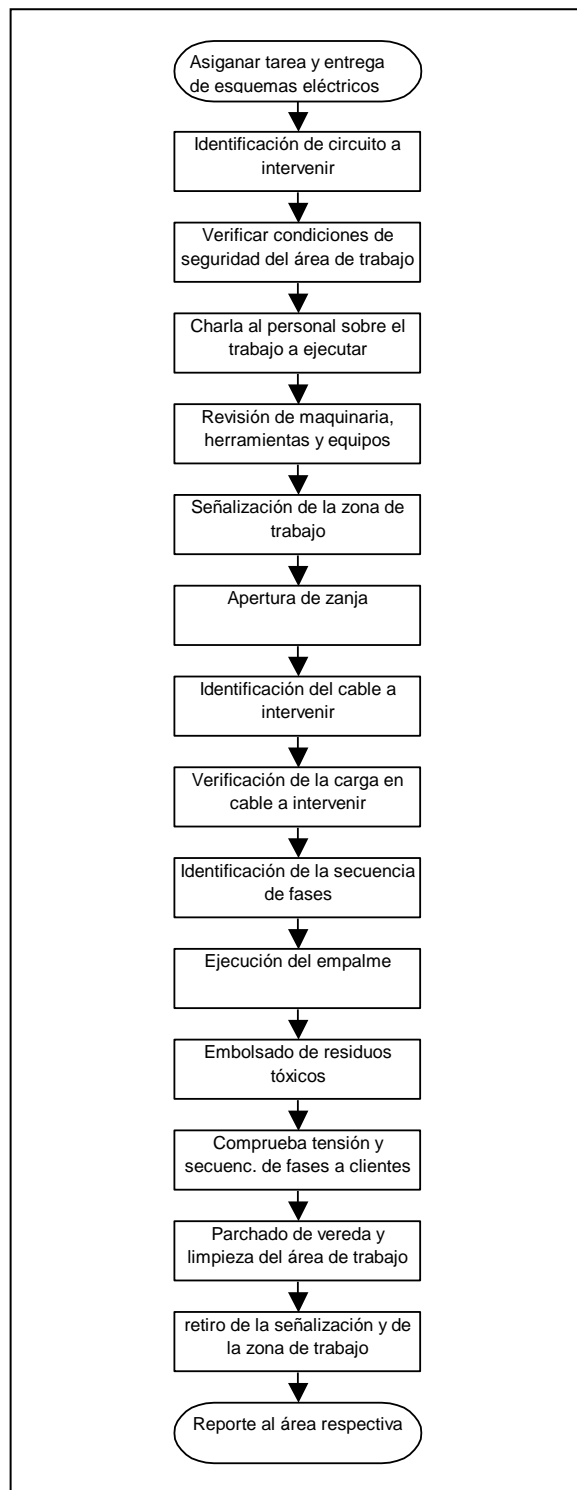 Asiganar tarea y entrega
de esquemas eléctricos
Identificación de circuito a
intervenir
Verificar condiciones de
seguridad del área de trabajo
Charla al personal sobre el
trabajo a ejecutar
Revisión de maquinaria,
herramientas y equipos
Señalización de la zona de
trabajo
Apertura de zanja
Identificación del cable a
intervenir
Verificación de la carga en
cable a intervenir
Identificación de la secuencia
de fases
Ejecución del empalme
Embolsado de residuos
tóxicos
Comprueba tensión y
secuenc. de fases a clientes
Parchado de vereda y
limpieza del área de trabajo
retiro de la señalización y de
la zona de trabajo
Reporte al área respectiva